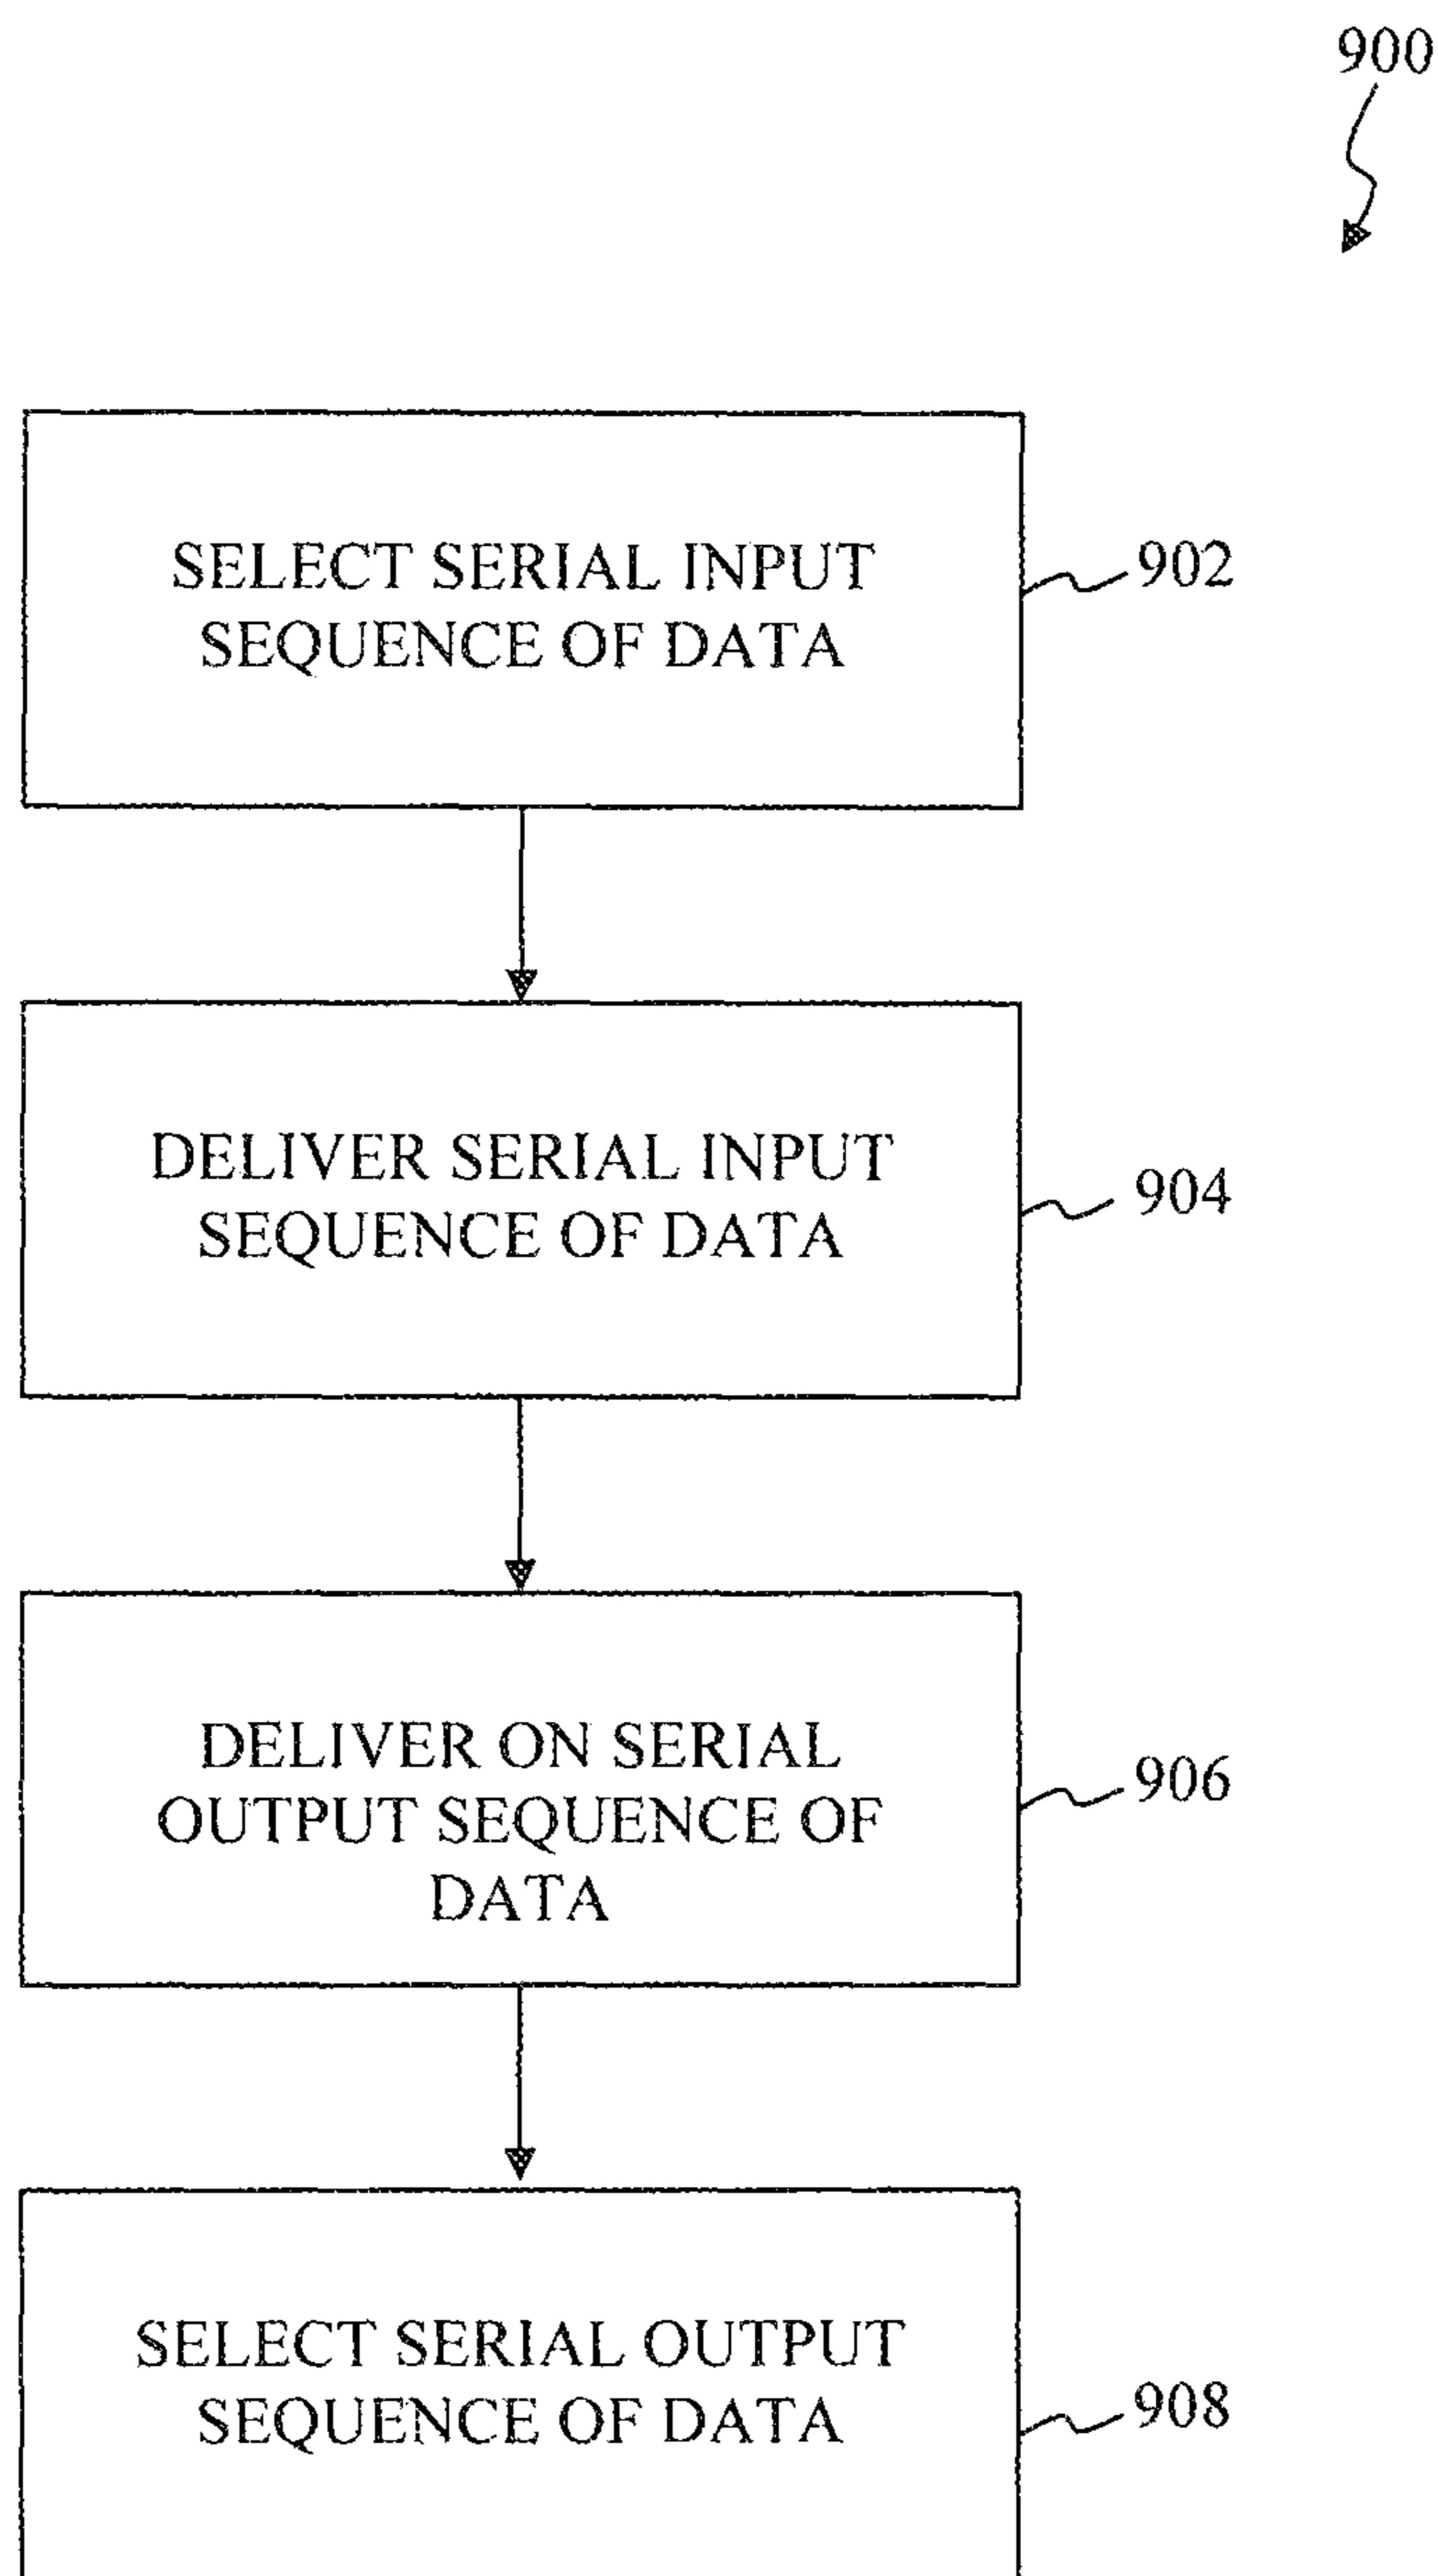 900
SELECT SERIAL INPUT
SEQUENCE OF DATA
902
DELIVER SERIAL INPUT
SEQUENCE OF DATA
904
DELIVER ON SERIAL
OUTPUT SEQUENCE OF
DATA
906
SELECT SERIAL OUTPUT
SEQUENCE OF DATA
908